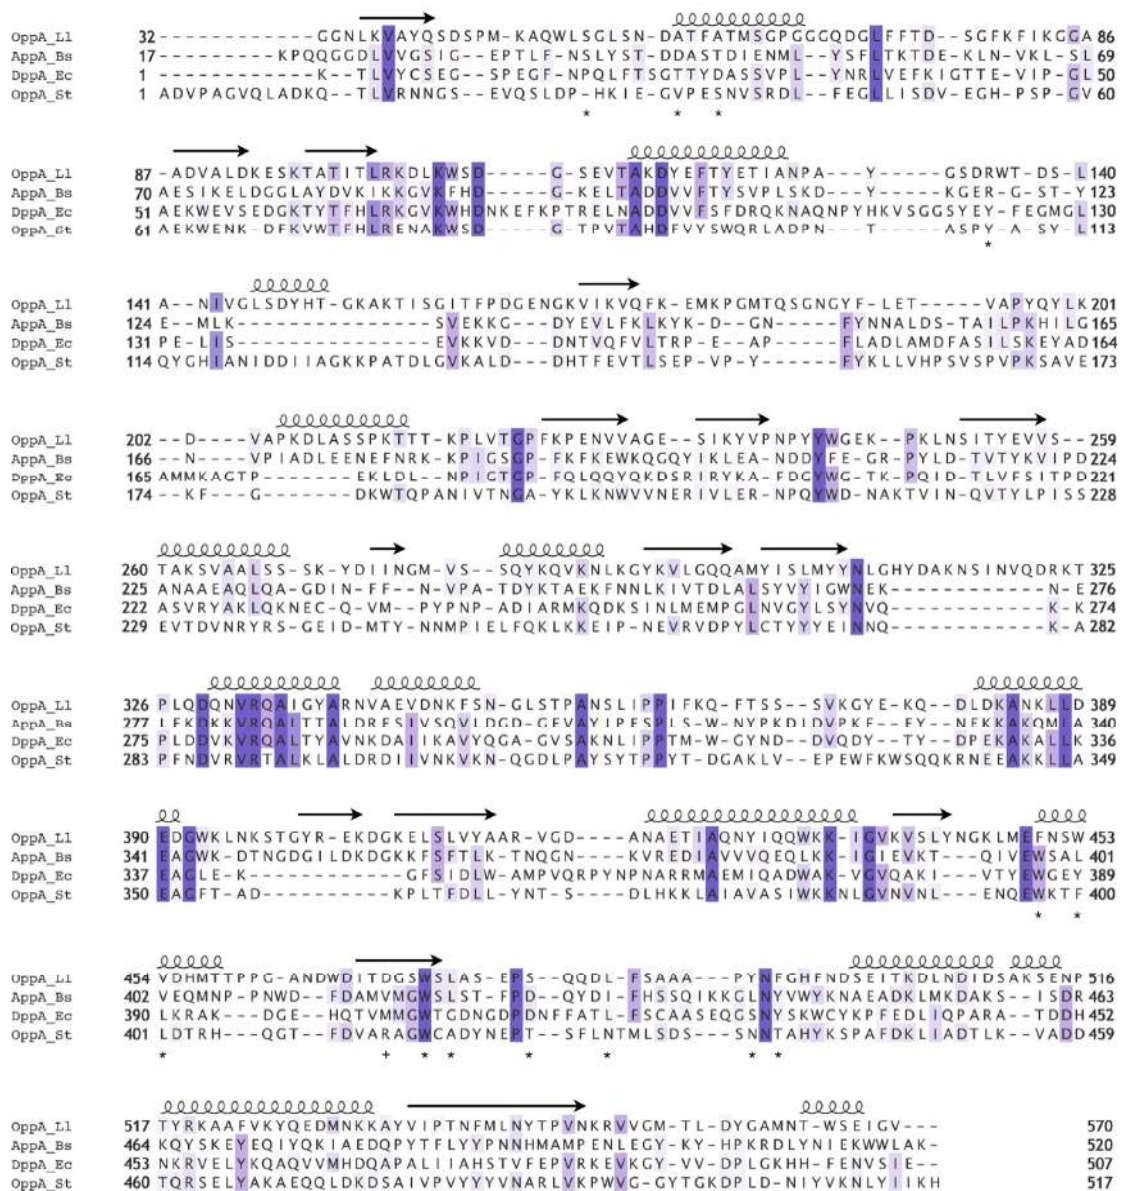 OppA_Ll 32 - - - - - - - - - - - GGNLKVAYQSDSPM-KAQWLSGLSN-DATFATMSGPGGGQDGLFFTD--SGFKFIKGGA 86
AppA_Bs 17 - - - - - - - - KPQQGGDLVVGSIG---EPTLF-NSLYST-DDASTDIENML--YSFLTKTDE-KLN-VKL-SL 69
DppA_Ec 1 - - - - - - - - - - K--TLVYCSEG--SPEGF-NPQLFTSGTTYDASSVPL-YNRLVEFKIGTTE-VIP-GL 50
OppA_St 1 ADVPAGVQLADKQ--TLVRNNGS--EVQSLDP-HKIE-GVPESNVSRDL--FEGLLISDV-EGH-PSP-GV 60
* * *
OppA_Ll 87 -ADVALDKESKTATITLRKDLKWSD-----G-SEVTAKDYEFTYETIANPA---Y----GSDRWT-DS-L 140
AppA_Bs 70 AESIKELDGGLAYDVKIKKGVKFHD-----G-KELTADDVVFTYSVPLSKD----Y----KGER-G-ST-Y 123
DppA_Ec 51 AEKWEVSEDGKTYTFHLRKGVKWHDNKEFKPTRELNADDVVFSFDRQKNAQNPYHKVSGGSYEY-FEGMGL 130
OppA_St 61 AEKWENK-DFKVWTFHLRENAKWSD-----G-TPVTAHDFVYSWQRLADPN----T----ASPY-A-SY-L 113
*
OppA_Ll 141 A--NIVGLSDYHT-GKAKTISGITFPDGENGKVIKVQFK-EMKPGMTQSGNGYF-LET-----VAPYQYLK 201
AppA_Bs 124 E--MLK------------SVEKKG---DYEVLFKLKYK-D--GN-----FYNNALDS-TAILPKHILG 165
DppA_Ec 131 PE-LIS------------EVKKVD---DNTVQFVLTRP-E--AP-----FLADLAMDFASILSKEYAD 164
OppA_St 114 QYGHIANIDDIIAGKKPATDLGVKALD---DHTFEVTLSEP-VPY------FYKLLVHPSVSPVPKSAVE 173
OppA_Ll 202 --D----VAPKDLASSPKTTT-KPLVTGPFKPENVVAGE--SIKYVPNPYYWGEK--PKLNSITYEVVS-- 259
AppA_Bs 166 --N----VPIADLEENEFNRK-KPIGSGP-FKFKEWKQGQYIKLEA-NDDYFE-GR-PYLD-TVTYKVIPD 224
DppA_Ec 165 AMMKAGTP------EKLDL--NPIGTGP-FQLQQYQKDSRIRYKA-FDGYWG-TK-PQID-TLVFSITPD 221
OppA_St 174 --KF--G-----DKWTQPANIVTNGA-YKLKNWVVNERIVLER-NPQYWD-NAKTVIN-QVTYLPISS 228
OppA_Ll 260 TAKSVAALSS-SK-YDIINGM-VS--SQYKQVKNLKGYKVLGQQAMYISLMYYNLGHYDAKNSINVQDRKT 325
AppA_Bs 225 ANAAEAQLQA-GDINFF--N-VPA-TDYKTAEKFNNLKIVTDLALSYVYIGWNEK-----------N-E 276
DppA_Ec 222 ASVRYAKLQKNEC-Q-VM--PYPNP-ADIARMKQDKSINLMEMPGLNVGYLSYNVQ-----------K-K 274
OppA_St 229 EVTDVNRYRS-GEID-MTY-NNMPIELFQKLKKEIP-NEVRVDPYLCTYYYEINNQ-----------K-A 282
OppA_Ll 326 PLQDQNVRQAIGYARNVAEVDNKFSN-GLSTPANSLIPPIFKQ-FTSS--SVKGYE-KQ--DLDKANKLLD 389
AppA_Bs 277 LFKDKKVRQALTTALDRESIVSQVLDGD-GEVAYIPESPLS-W-NYPKDIDVPKF--EY--NEKKAKQMLA 340
DppA_Ec 275 PLDDVKVRQALTYAVNKDAIIKAVYQGA-GVSAKNLIPPTMW-GYND--DVQDY--TY--DPEKAKALLK 336
OppA_St 283 PFNDVRVRTALKLALDRDIIVNKVKN-QGDLPAYSYTPPYT-DGAKLV--EPEWFKWSQQKRNEEAKKLLA 349
OppA_Ll 390 EDGWKLNKSTGYR-EKDGKELSLVYAAR-VGD----ANAETIAQNYIQQWKK-IGVKVSLYNGKLMEFNSW 453
AppA_Bs 341 EAGWK-DTNGDGILDKDGKKFSFTLK-TNQGN----KVREDIAVVVQEQLKK-IGIEVKT---QIVEWSAL 401
DppA_Ec 337 EAGLE-K----------GFSIDLW-AMPVQRPYNPNARRMAEMIQADWAK-VGVQAKI---VTYEWGEY 389
OppA_St 350 EAGFT-AD--------KPLTFDLL-YNT-S----DLHKKLAIAVASIWKKNLGVNVNL---ENQEWKTF 400
* *
OppA_Ll 454 VDHMTTPPG-ANDWDITDGSWSLAS-EPS--QQDL-FSAAA---PYNFGHFNDSEITKDLNDIDSAKSENP 516
AppA_Bs 402 VEQMNP-PNWD--FDAMVMGWSLST-FPD--QYDI-FHSSQIKKGLNYVWYKNAEADKLMKDAKS--ISDR 463
DppA_Ec 390 LKRAK---DGE--HQTVMMGWTGDNGDPDNFFATL-FSCAASEQGSNYSKWCYKPFEDLIQPARA--TDDH 452
OppA_St 401 LDTRH---QGT--FDVARAGWCADYNEPT--SFLNTMLSDS---SNNTAHYKSPAFDKLIADTLK--VADD 459
* + * * * * * *
OppA_Ll 517 TYRKAAFVKYQEDMNKKAYVIPTNFMLNYTPVNKRVVGMT-LDYGAMNT-WSEIGV-- 570
AppA_Bs 464 KQYSKEYEQIYQKIAEDQPYTFLYYPNNHMAMPENLEGY-KY-HPKRDLYNIEKWWLAK- 520
DppA_Ec 453 NKRVELYKQAQVVMHDQAPALIIAHSTVFEPVRKEVKGY-VV-DPLGKHH-FENVSIE-- 507
OppA_St 460 TQRSELYAKAEQQLDKDSAIVPVYYYVNARLVKPWVG-GYTGKDPLD-NIYVKNLYIIKH 517